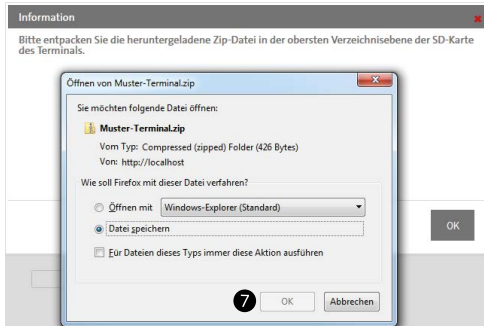 Information
Bitte entpacken Sie die heruntergeladene Zip-Datei in der obersten Verzeichnisebene der SD-Karte
des Terminals.
Öffnen von Muster-Terminal.zip
Sie möchten folgende Datei öffnen:
Muster-Terminal.zip
Vom Typ: Compressed (zipped) Folder (426 Bytes)
Von: http://localhost
Wie soll Firefox mit dieser Datei verfahren?
Öffnen mit Windows-Explorer (Standard)
Datei speichern
OK
Für Dateien dieses Typs immer diese Aktion ausführen
7 OK Abbrechen